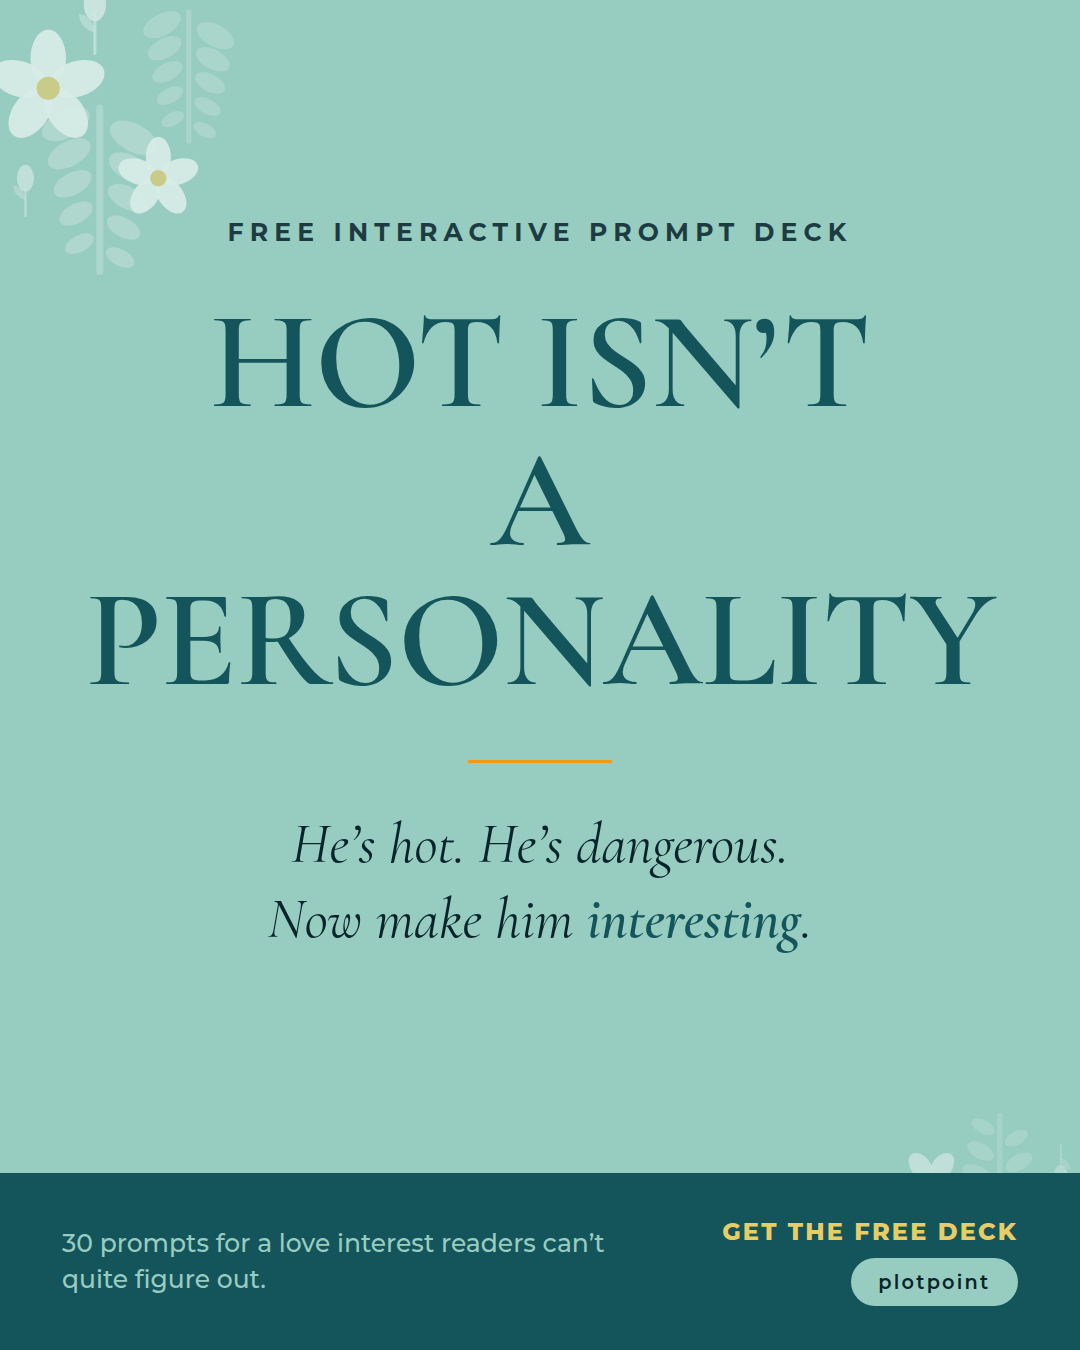 FREE INTERACTIVE PROMPT DECK
HOT ISN’T
A
PERSONALITY
He’s hot. He’s dangerous.
Now make him interesting.
30 prompts for a love interest readers can’t
quite figure out.
GET THE FREE DECK
plotpoint